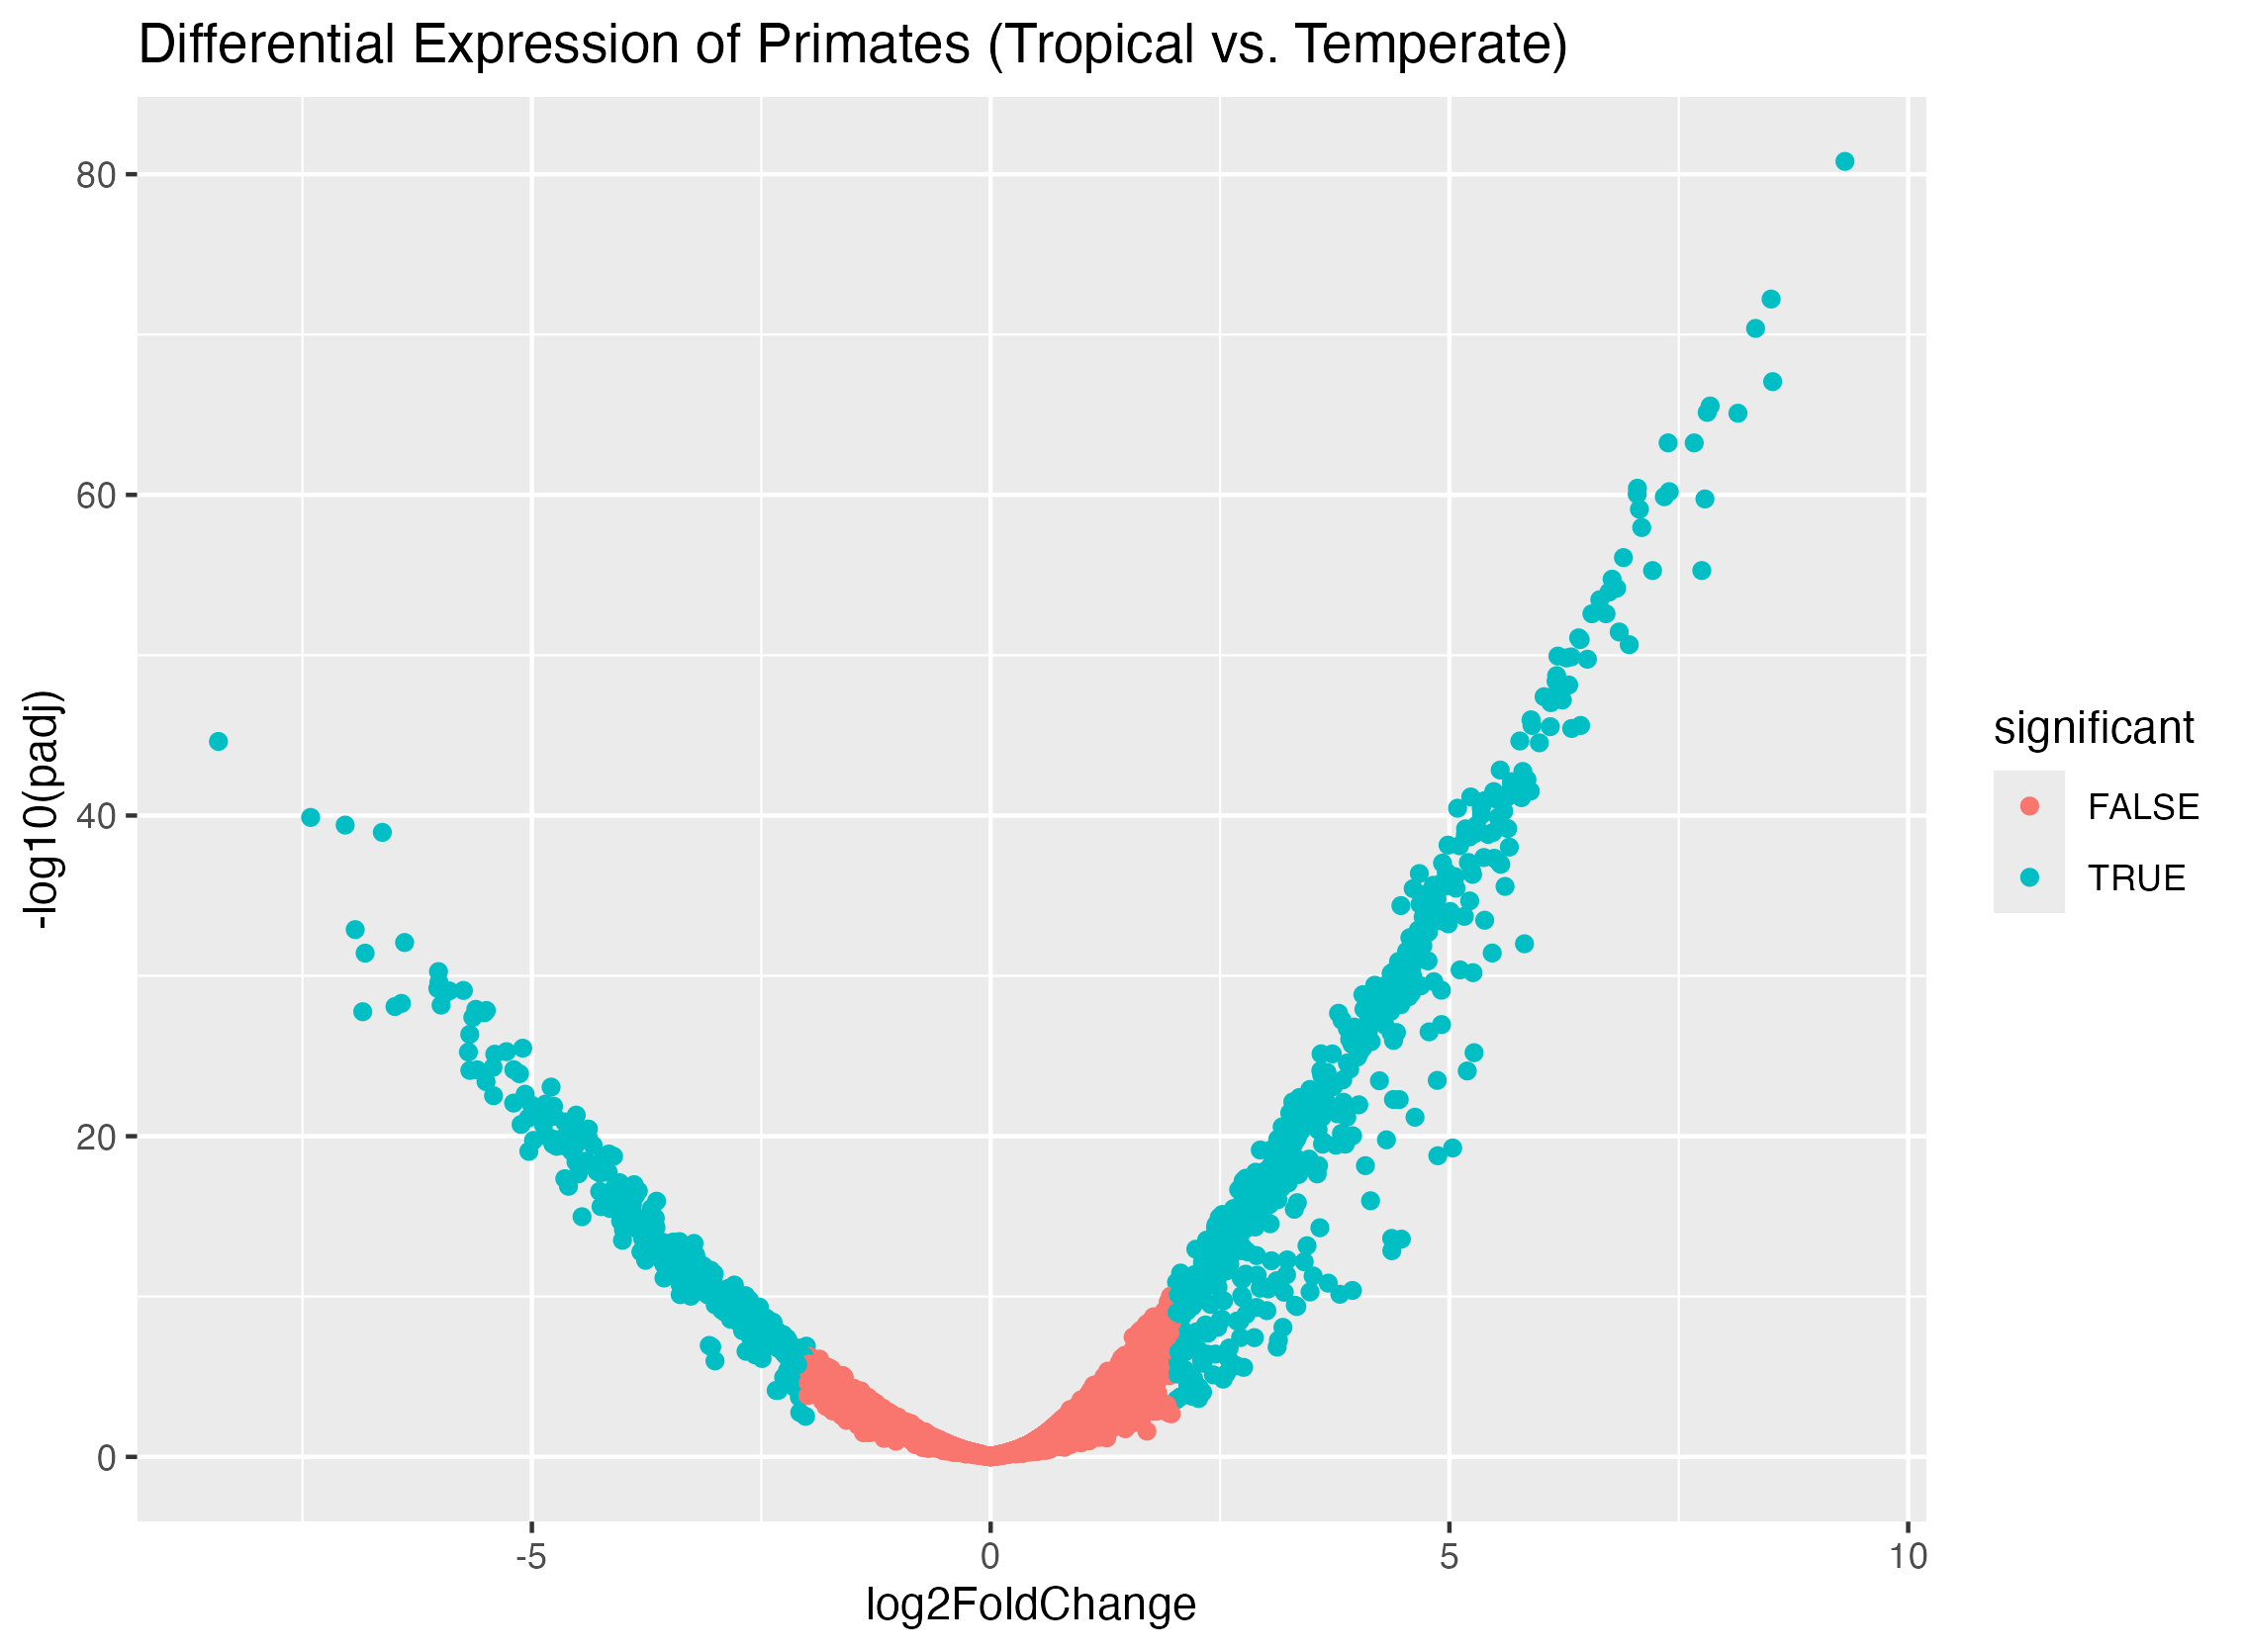 Differential Expression of Primates (Tropical vs. Temperate)
80
60
40
20
0
-log10(padj)
-5
0
5
10
log2FoldChange
significant
FALSE
TRUE